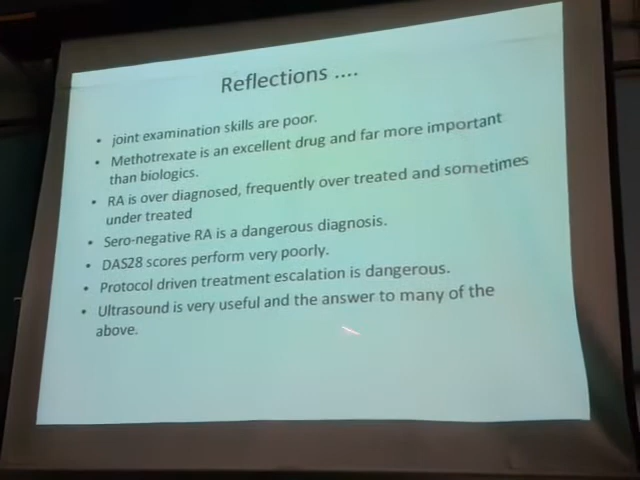 Reflections ....
• joint examination skills are poor.
• Methotrexate is an excellent drug and far more important
than biologics.
• RA is over diagnosed, frequently over treated and sometimes
under treated
• Sero-negative RA is a dangerous diagnosis.
• DAS28 scores perform very poorly.
• Protocol driven treatment escalation is dangerous.
• Ultrasound is very useful and the answer to many of the
above.